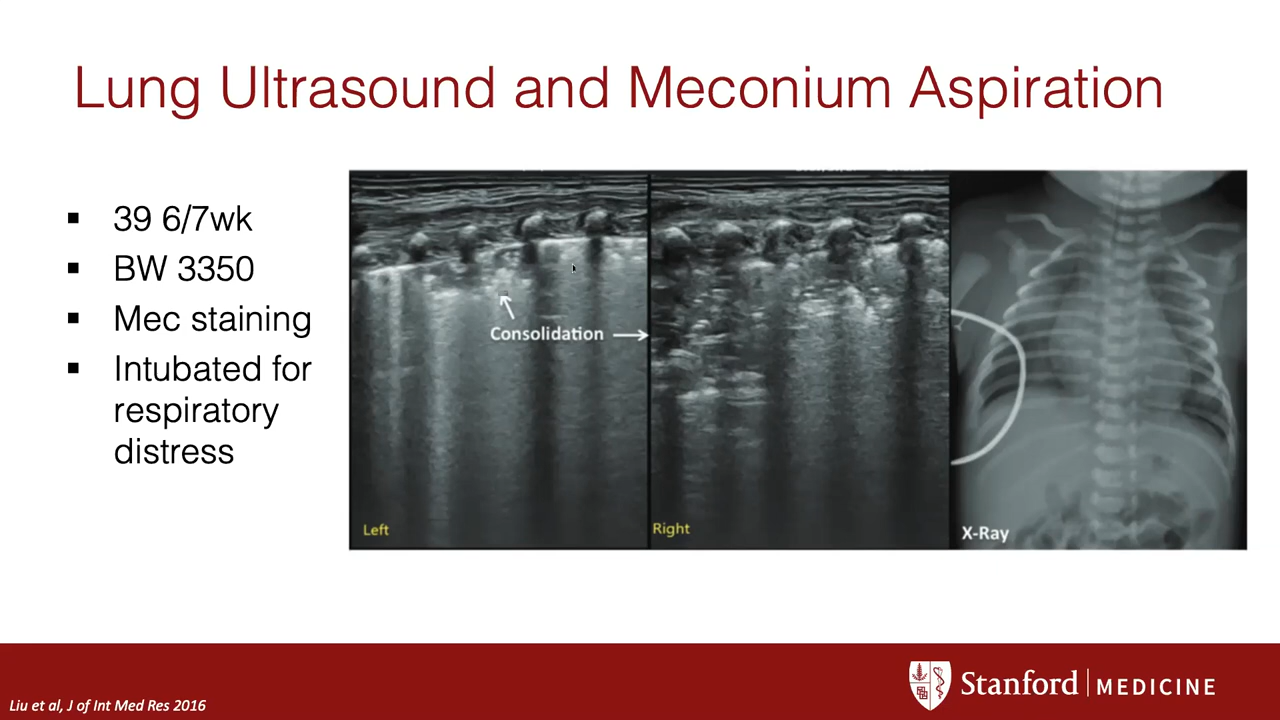 Lung Ultrasound and Meconium Aspiration
39 6/7wk
BW 3350
Mec staining
Intubated for
respiratory
distress
Consolidation
Left
Right
X-Ray
Liu et al, J of Int Med Res 2016
Stanford MEDICINE